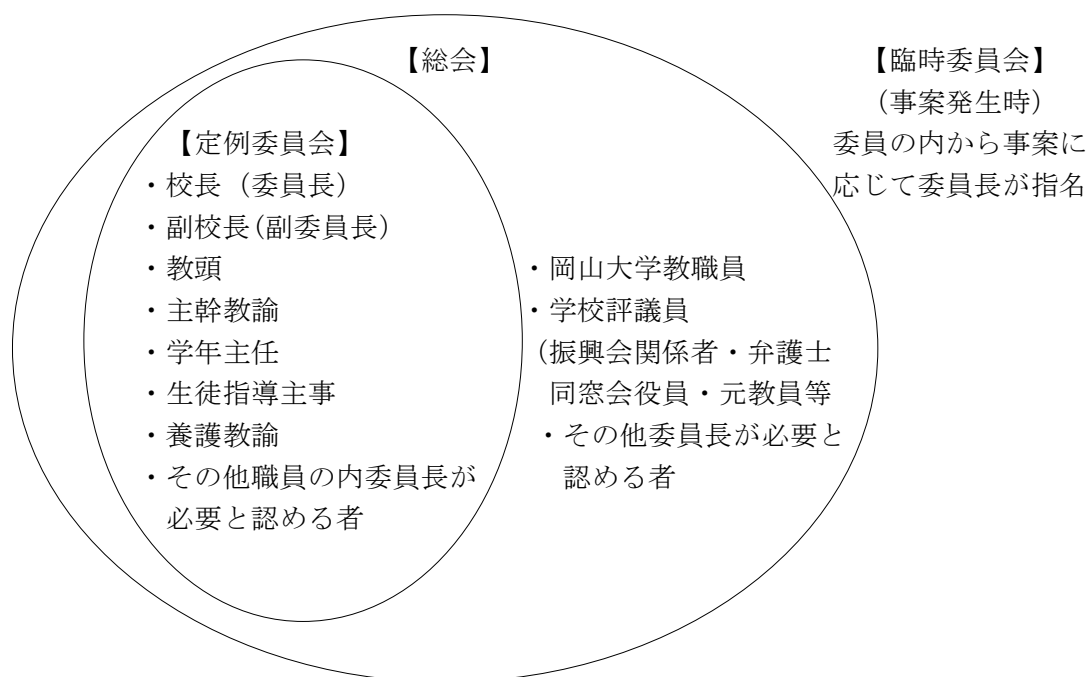 【総会】
【定例委員会】
・校長（委員長）
・副校長（副委員長）
・教頭
・主幹教諭
・学年主任
・生徒指導主事
・養護教諭
・その他職員の内委員長が
必要と認める者
・岡山大学教職員
・学校評議員
（振興会関係者・弁護士
同窓会役員・元教員等
・その他委員長が必要と
認める者
【臨時委員会】
（事案発生時）
委員の内から事案に
応じて委員長が指名